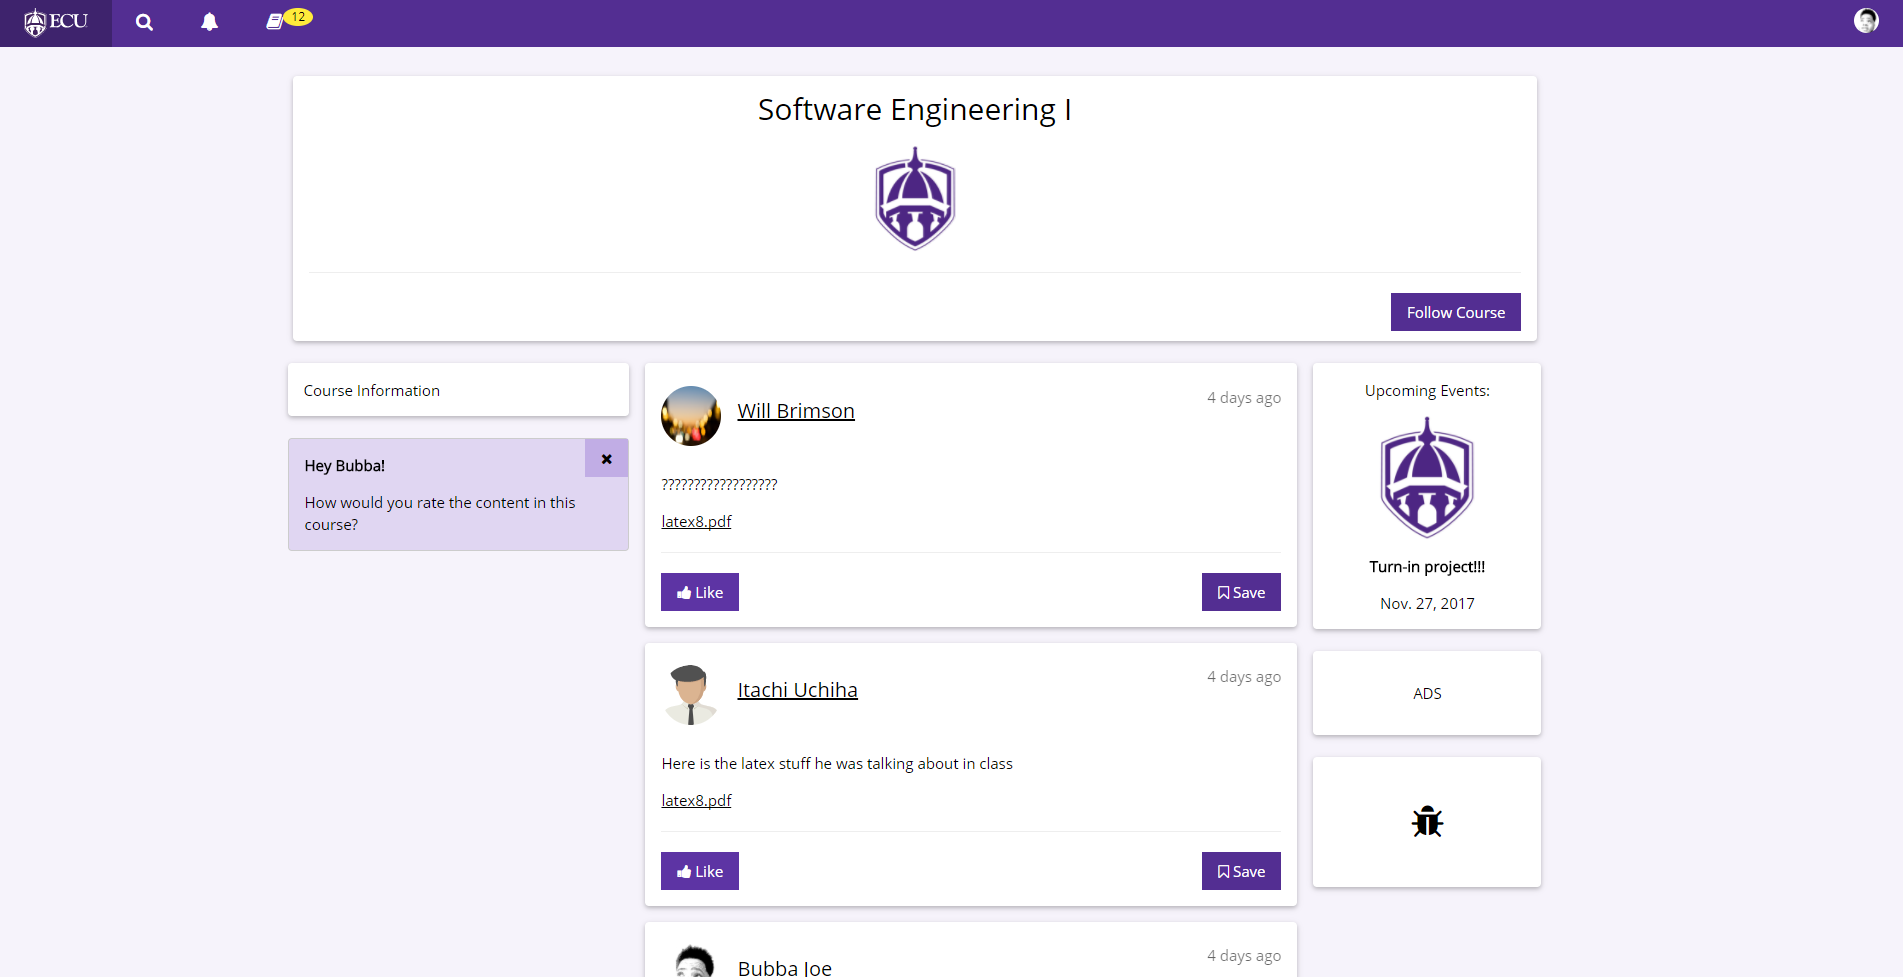 ECU
12
Software Engineering I
Follow Course
Course Information
Hey Bubba!
How would you rate the content in this
course?
Will Brimson
4 days ago
??????????????????
latex8.pdf
Like
Save
Itachi Uchiha
4 days ago
Here is the latex stuff he was talking about in class
latex8.pdf
Like
Save
Bubba Joe
4 days ago
Upcoming Events:
Turn-in project!!!
Nov. 27, 2017
ADS